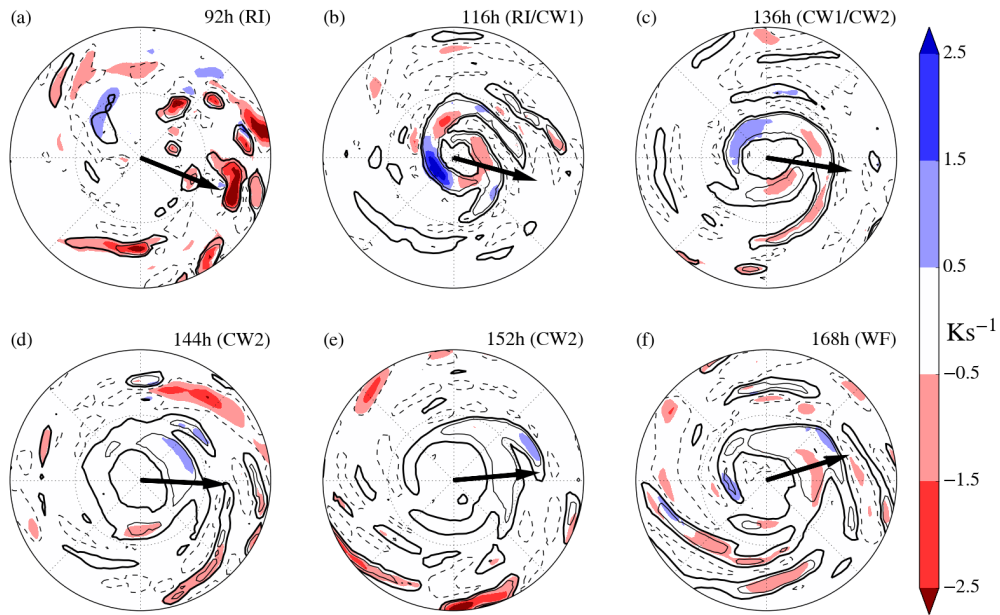 (a) 92h (RI)
(b) 116h (RI/CW1)
(c) 136h (CW1/CW2)
2.5
1.5
0.5
Ks⁻¹
−0.5
−1.5
−2.5
(d) 144h (CW2)
(e) 152h (CW2)
(f) 168h (WF)